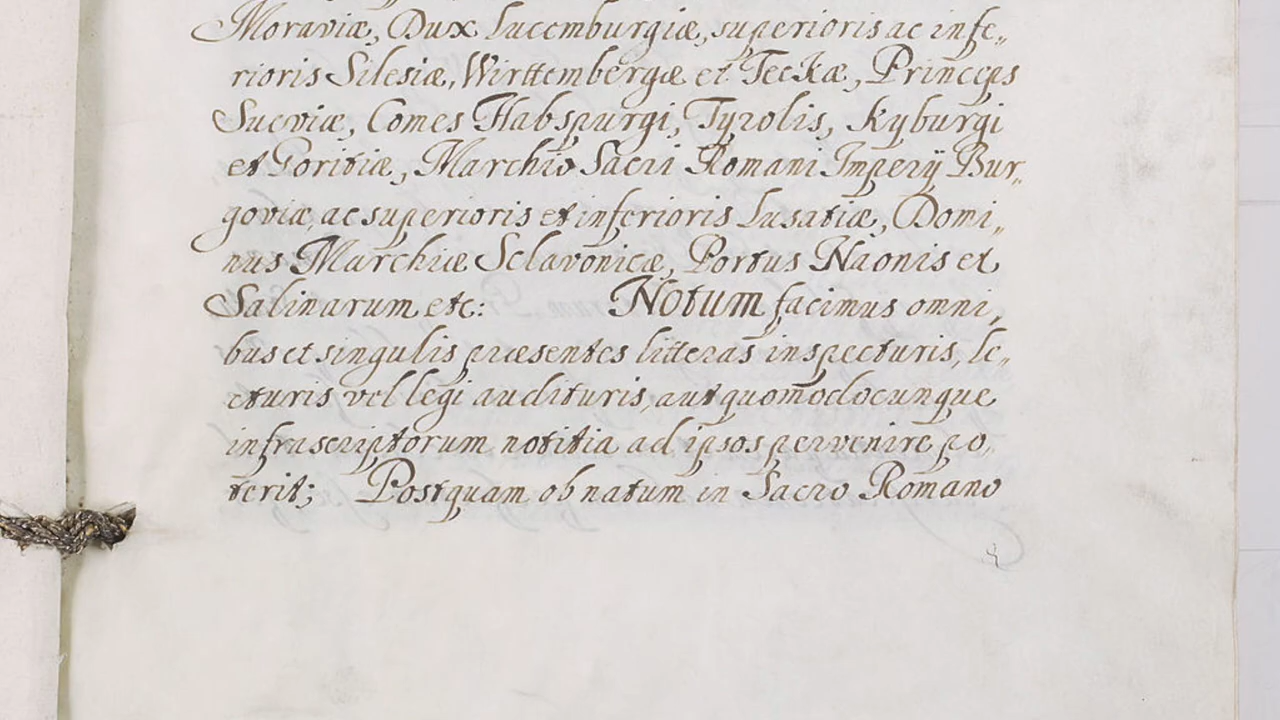 Moraviæ, Dux Lucemburgiæ, superioris ac infe„
rioris Silesiæ, Wirttembergæ et Teckæ, Princeps
Sueviæ, Comes Habspurgi, Tyrolis, Kyburgi
et Goritiæ, Marchio Sacri Romani Imperÿ Bur„
goviæ, ac superioris et inferioris Lusatiæ, Domi„
nus Marchiæ Sclavonicæ, Portus Naonis et
Salinarum etc: Notum facimus omni„
bus et singulis præsentes litteras inspecturis, le„
cturis vel legi audituris, aut quomodocunque
infrascriptorum notitia ad ipsos pervenire po„
terit; Postquam ob natum in Sacro Romano